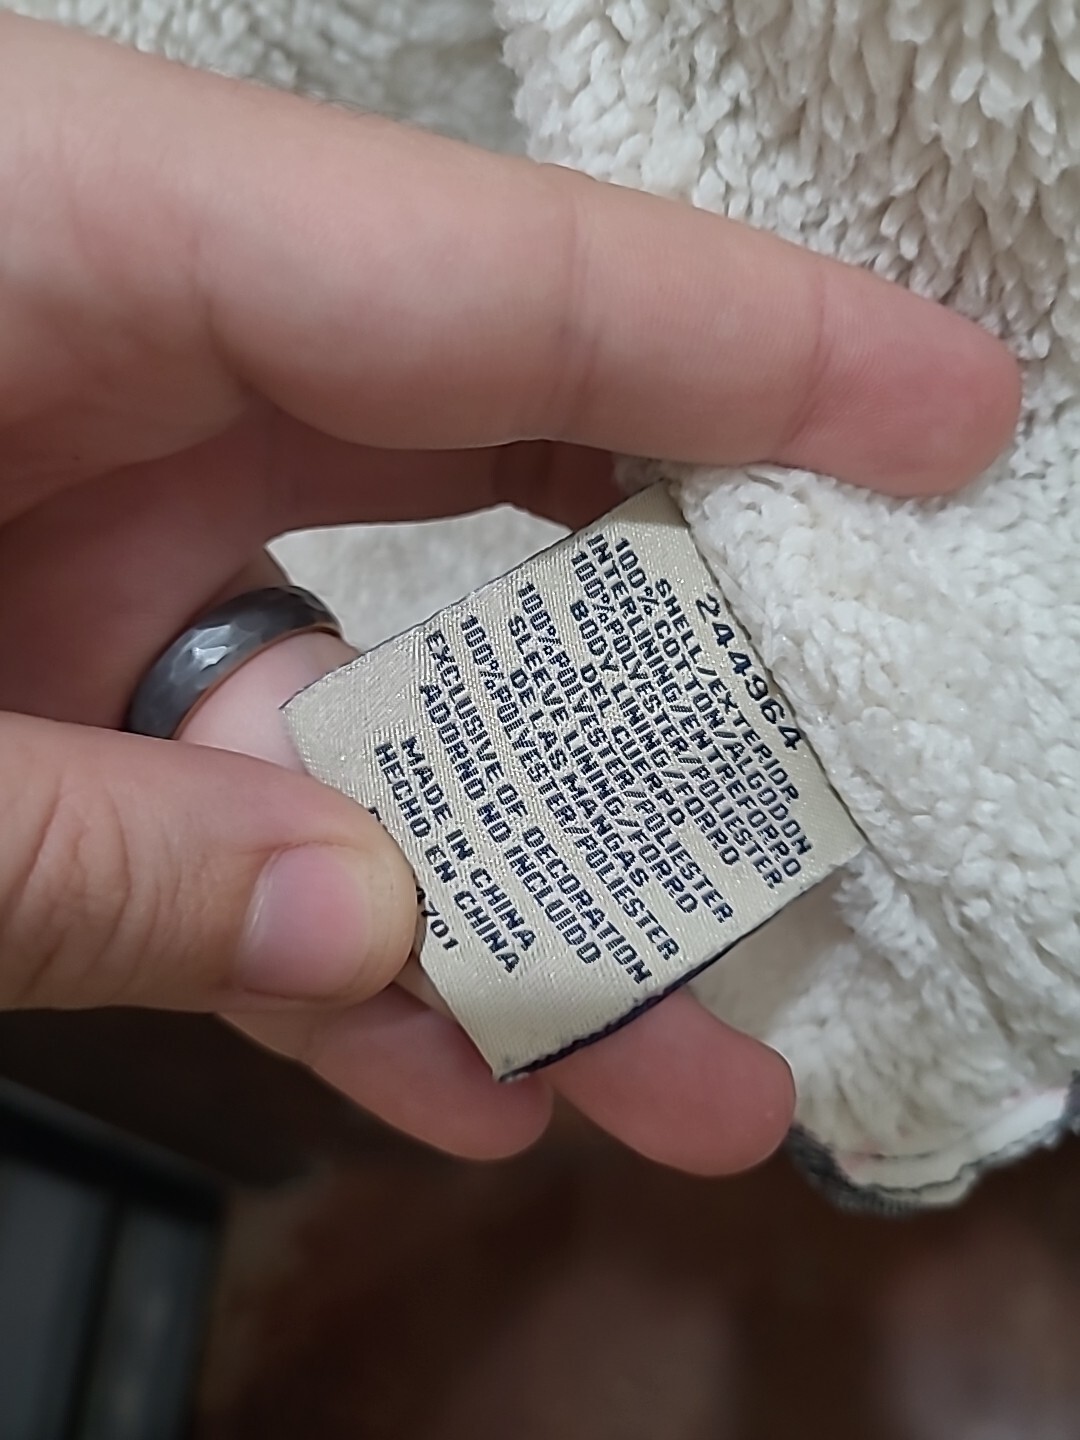 244964
SHELL/EXTERIOR
100% COTTON/ALGODON
INTERLINING/ENTREFORRO
100%POLYESTER/POLIESTER
BODY LINING/FORRO
DEL CUERPO
100%POLYESTER/POLIESTER
SLEEVE LINING/FORRO
DE LAS MANGAS
100%POLYESTER/POLIESTER
EXCLUSIVE OF DECORATION
ADORNO NO INCLUIDO
MADE IN CHINA
HECHO EN CHINA
701